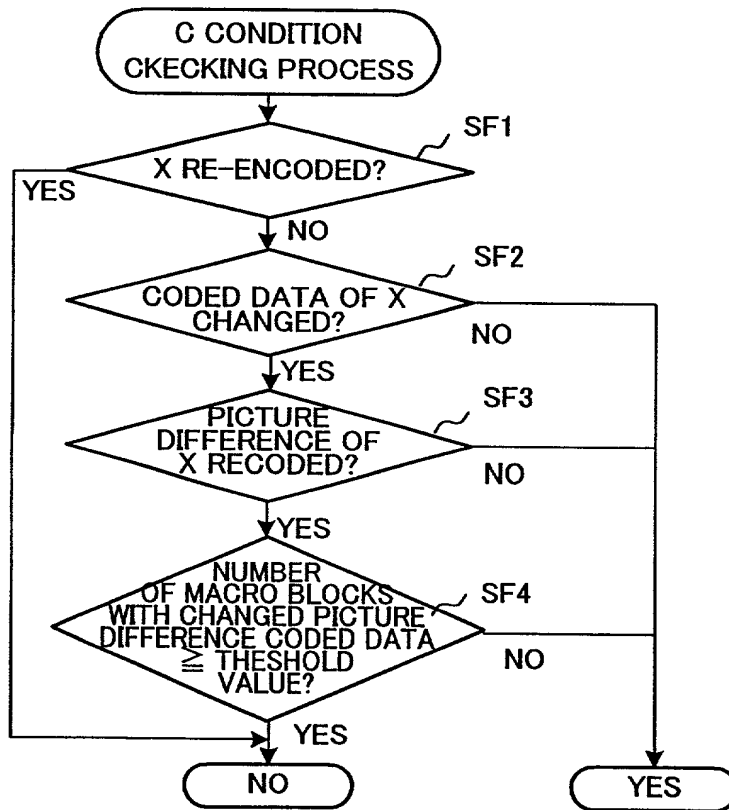 C CONDITION
CKECKING PROCESS
SF1
X RE-ENCODED?
YES
NO
SF2
CODED DATA OF X
CHANGED?
NO
YES
SF3
PICTURE
DIFFERENCE OF
X RECODED?
NO
YES
NUMBER
OF MACRO BLOCKS
WITH CHANGED PICTURE
DIFFERENCE CODED DATA
≧ THESHOLD
VALUE?
SF4
NO
YES
NO
YES